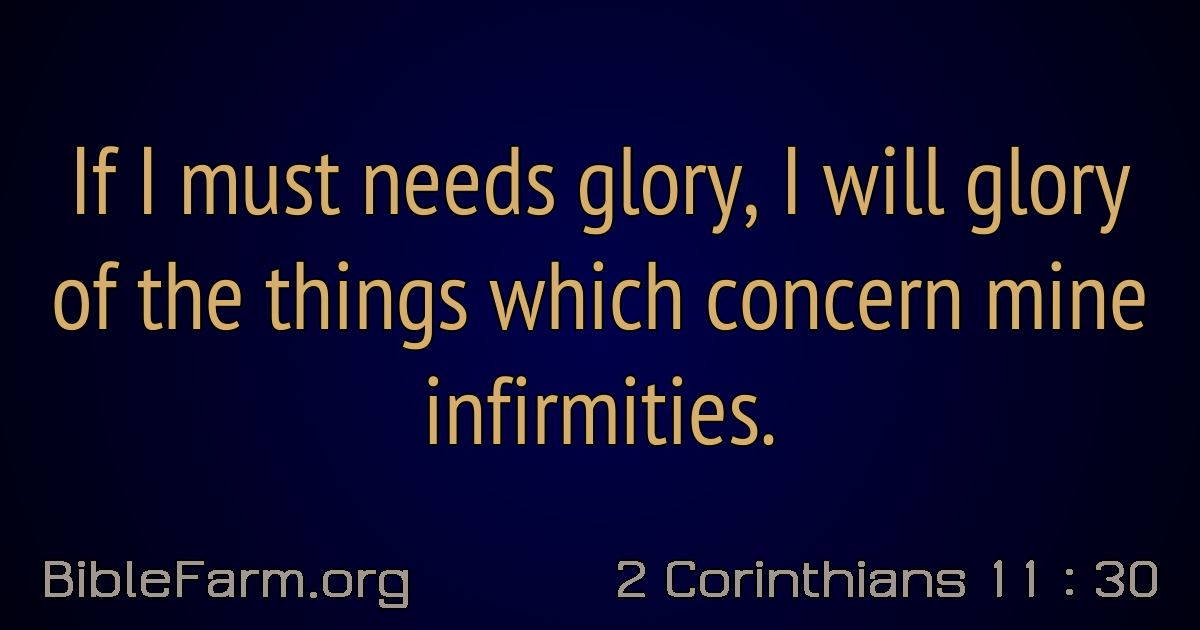 If I must needs glory, I will glory
of the things which concern mine
infirmities.
BibleFarm.org
2 Corinthians 11 : 30